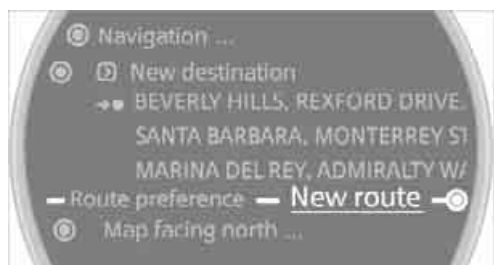 Navigation ...
New destination
BEVERLY HILLS, REXFORD DRIVE.
SANTA BARBARA, MONTERREY ST
MARINA DEL REY, ADMIRALTY WA
Route preference New route
Map facing north ...